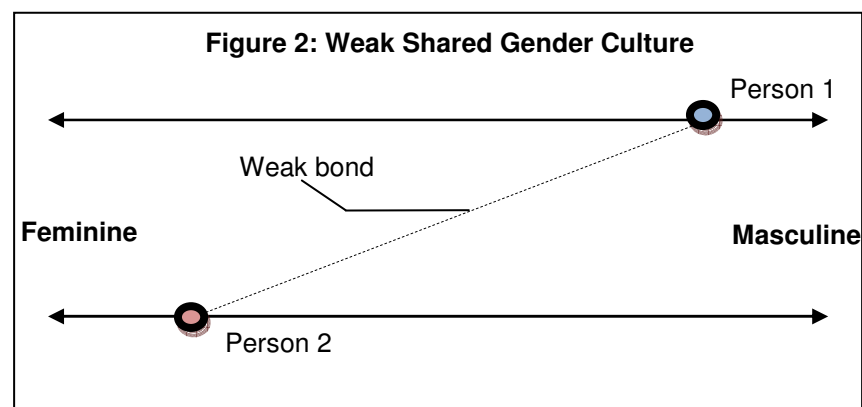 Figure 2: Weak Shared Gender Culture
Person 1
Weak bond
Feminine
Masculine
Person 2